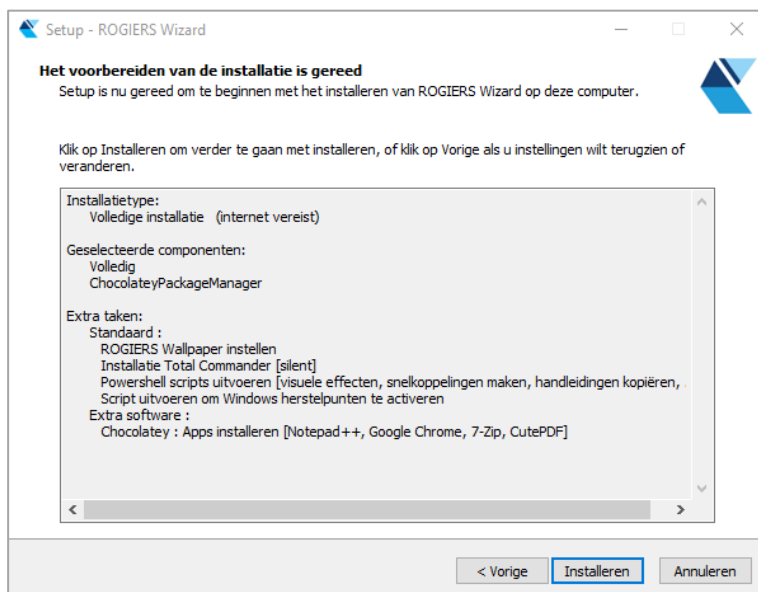 Setup - ROGIERS Wizard
Het voorbereiden van de installatie is gereed
Setup is nu gereed om te beginnen met het installeren van ROGIERS Wizard op deze computer.
Klik op Installeren om verder te gaan met installeren, of klik op Vorige als u instellingen wilt terugzien of
veranderen.
Installatietype:
Volledige installatie (internet vereist)
Geselecteerde componenten:
Volledig
ChocolateyPackageManager
Extra taken:
Standaard :
ROGIERS Wallpaper instellen
Installatie Total Commander [silent]
Powershell scripts uitvoeren [visuele effecten, snelkoppelingen maken, handleidingen kopiëren, .
Script uitvoeren om Windows herstelpunten te activeren
Extra software :
Chocolatey : Apps installeren [Notepad++, Google Chrome, 7-Zip, CutePDF]
< Vorige
Installeren
Annuleren